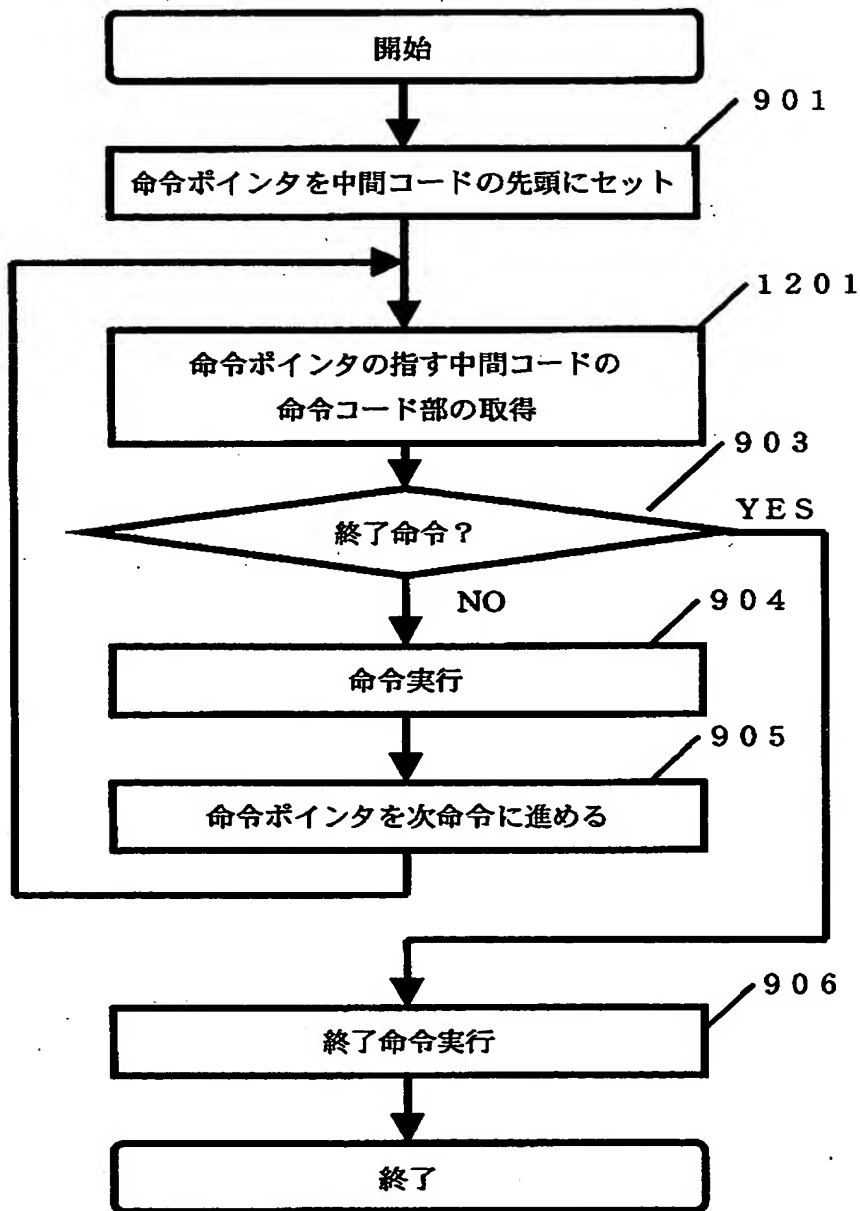 開始
９０１
命令ポインタを中間コードの先頭にセット
１２０１
命令ポインタの指す中間コードの
命令コード部の取得
９０３
終了命令？
ＹＥＳ
NO
９０４
命令実行
９０５
命令ポインタを次命令に進める
９０６
終了命令実行
終了